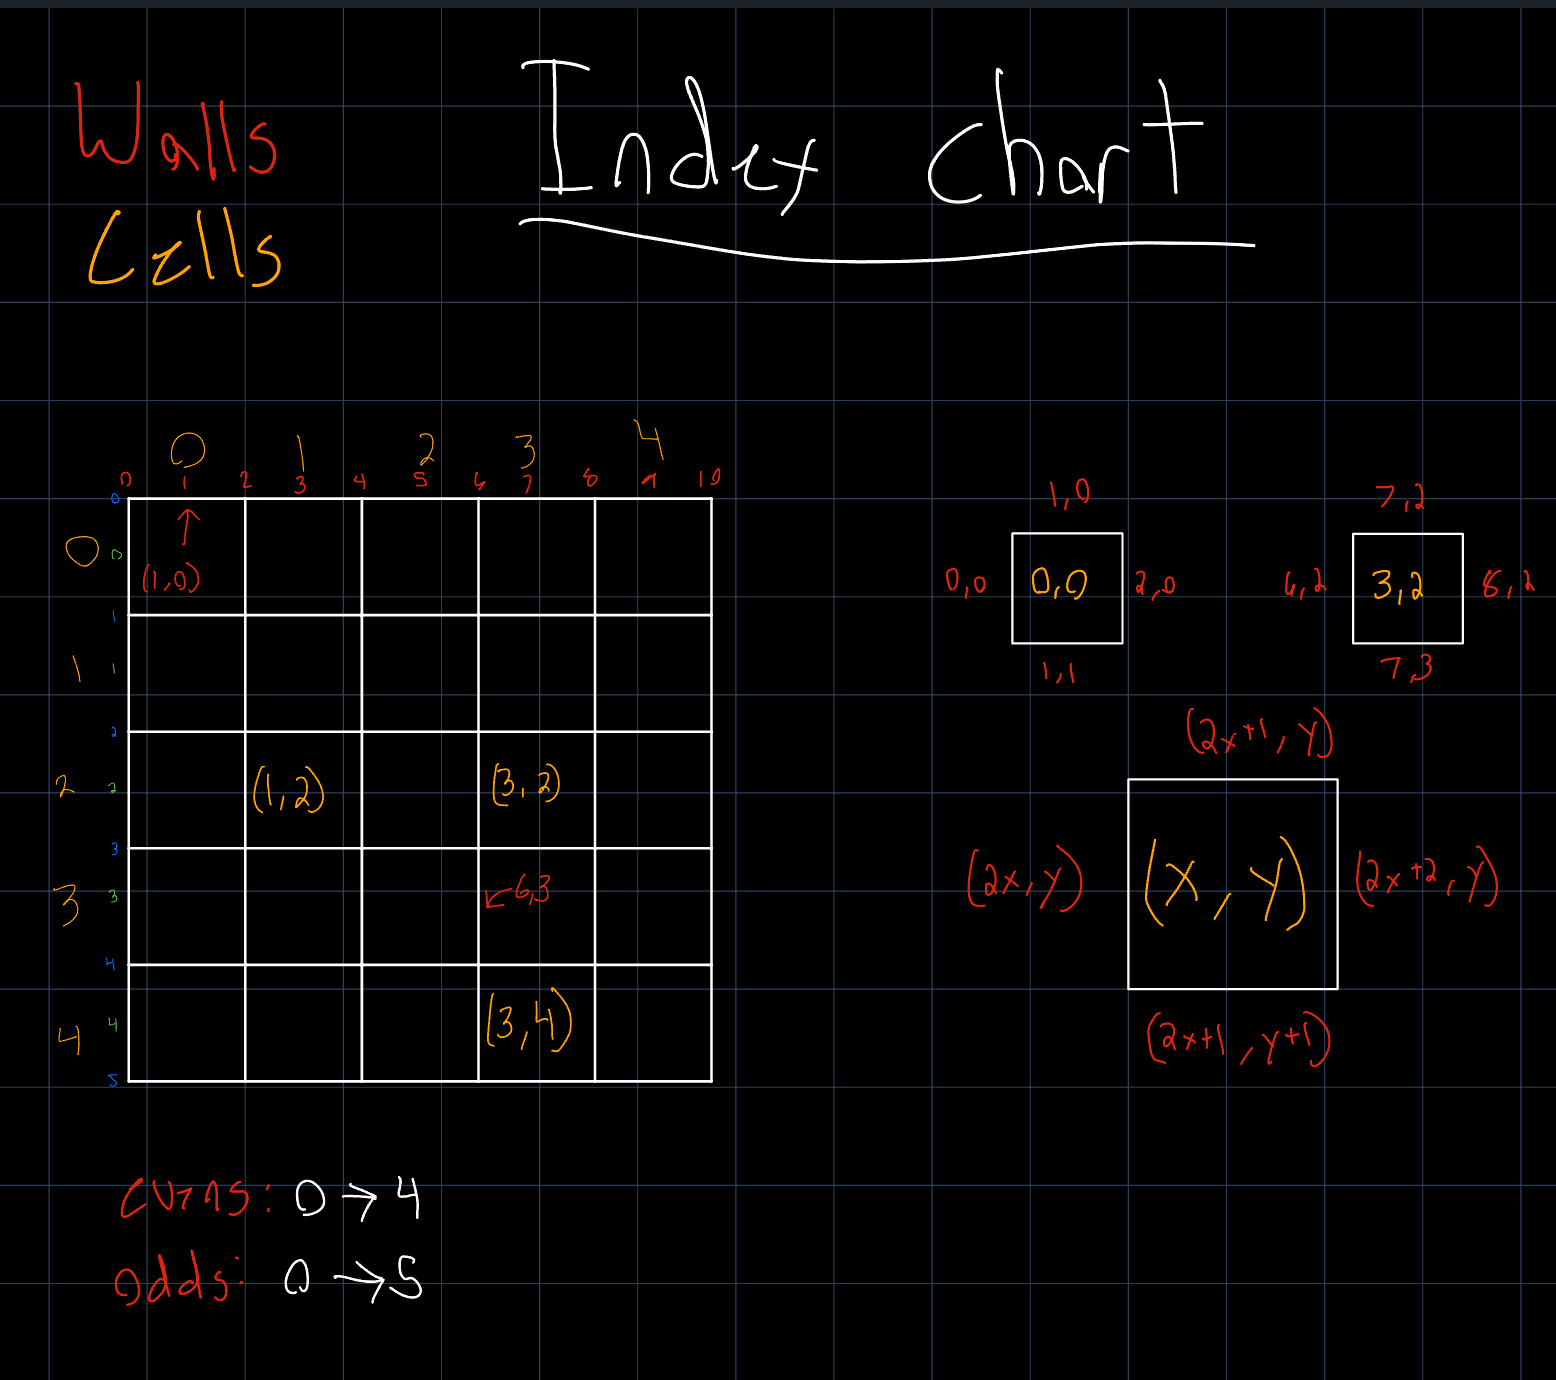 Index Chart
Walls
Cells
0 1 2 3 4
0 1 2 3 4 5 6 7 8 9 10
0
0 0
(1,0)
1
1 1
2
2 2 (1,2) (3,2)
3
3 3 6,3
4
4 4 (3,4)
5
1,0
0,0 0,0 2,0
1,1
7,2
6,2 3,2 8,2
7,3
(2x+1, y)
(2x, y) (x, y) (2x+2, y)
(2x+1, y+1)
Evens: 0 → 4
Odds: 0 → 5